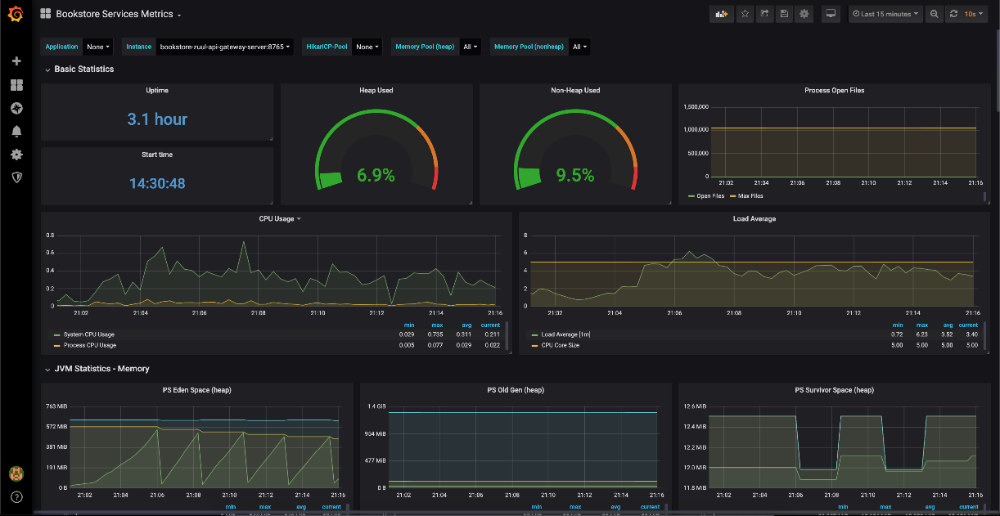 Bookstore Services Metrics
Last 15 minutes
10s
Application None Instance bookstore-zuul-api-gateway-server:8765 HikariCP-Pool None Memory Pool (heap) All Memory Pool (nonheap) All
Basic Statistics
Uptime
3.1 hour
Start time
14:30:48
Heap Used
6.9%
Non-Heap Used
9.5%
Process Open Files
1,500,000
1,000,000
500,000
0
21:02 21:04 21:06 21:08 21:10 21:12 21:14 21:16
Open Files Max Files
CPU Usage
0.8
0.6
0.4
0.2
0
21:02 21:04 21:06 21:08 21:10 21:12 21:14 21:16
min max avg current
System CPU Usage 0.029 0.735 0.311 0.211
Process CPU Usage 0.005 0.077 0.029 0.022
Load Average
8
6
4
2
0
21:02 21:04 21:06 21:08 21:10 21:12 21:14 21:16
min max avg current
Load Average [1m] 0.72 6.23 3.52 3.40
CPU Core Size 5.00 5.00 5.00 5.00
JVM Statistics - Memory
PS Eden Space (heap)
763 MiB
572 MiB
381 MiB
191 MiB
0 B
21:02 21:04 21:06 21:08 21:10 21:12 21:14 21:16
min max avg current
PS Old Gen (heap)
1.4 GiB
954 MiB
477 MiB
0 B
21:02 21:04 21:06 21:08 21:10 21:12 21:14 21:16
min max avg current
PS Survivor Space (heap)
12.6 MiB
12.4 MiB
12.2 MiB
12.0 MiB
11.8 MiB
21:02 21:04 21:06 21:08 21:10 21:12 21:14 21:16
min max avg current